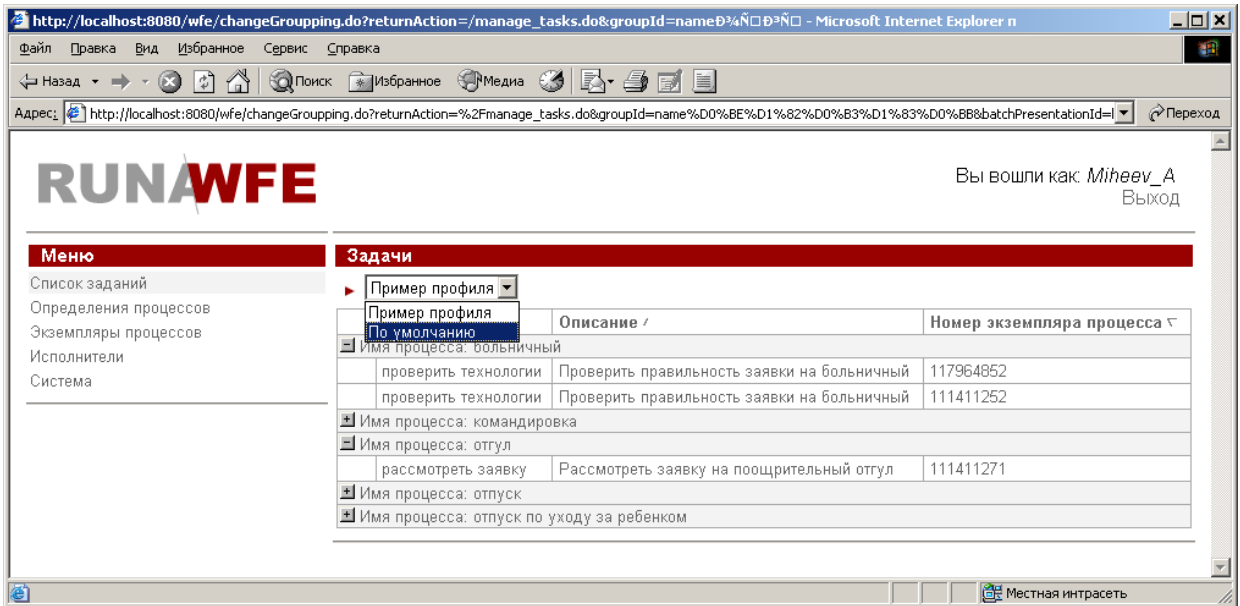 http://localhost:8080/wfe/changeGroupping.do?returnAction=/manage_tasks.do&groupId=nameÐ¾Ñ□Ð³Ñ□ - Microsoft Internet Explorer п
Файл Правка Вид Избранное Сервис Справка
Назад Поиск Избранное Медиа
Адрес: http://localhost:8080/wfe/changeGroupping.do?returnAction=%2Fmanage_tasks.do&groupId=name%D0%BE%D1%82%D0%B3%D1%83%D0%BB&batchPresentationId= Переход
RUNAWFE
Вы вошли как: Miheev_A
Выход
Меню
Список заданий
Определения процессов
Экземпляры процессов
Исполнители
Система
Задачи
Пример профиля
Пример профиля
По умолчанию
Описание Номер экземпляра процесса
Имя процесса: больничный
проверить технологии Проверить правильность заявки на больничный 117964852
проверить технологии Проверить правильность заявки на больничный 111411252
Имя процесса: командировка
Имя процесса: отгул
рассмотреть заявку Рассмотреть заявку на поощрительный отгул 111411271
Имя процесса: отпуск
Имя процесса: отпуск по уходу за ребенком
Местная интрасеть